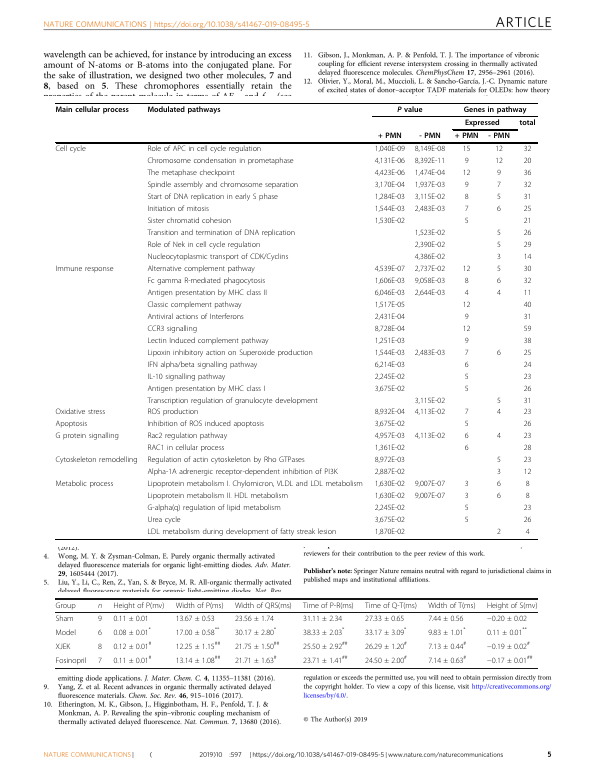 NATURE COMMUNICATIONS | https://doi.org/10.1038/s41467-019-08495-5 ARTICLE
wavelength can be achieved, for instance by introducing an excess
amount of N-atoms or B-atoms into the conjugated plane. For
the sake of illustration, we designed two other molecules, 7 and
8, based on 5. These chromophores essentially retain the
11. Gibson, J., Monkman, A. P. & Penfold, T. J. The importance of vibronic
coupling for efficient reverse intersystem crossing in thermally activated
delayed fluorescence molecules. ChemPhysChem 17, 2956–2961 (2016).
12. Olivier, Y., Moral, M., Muccioli, L. & Sancho-García, J.-C. Dynamic nature
of excited states of donor–acceptor TADF materials for OLEDs: how theory
Main cellular process Modulated pathways P value Genes in pathway
Expressed total
+ PMN - PMN + PMN - PMN
Cell cycle Role of APC in cell cycle regulation 1,040E-09 8,149E-08 15 12 32
Chromosome condensation in prometaphase 4,131E-06 8,392E-11 9 12 20
The metaphase checkpoint 4,423E-06 1,474E-04 12 9 36
Spindle assembly and chromosome separation 3,170E-04 1,937E-03 9 7 32
Start of DNA replication in early S phase 1,284E-03 3,115E-02 8 5 31
Initiation of mitosis 1,544E-03 2,483E-03 7 6 25
Sister chromatid cohesion 1,530E-02 5 21
Transition and termination of DNA replication 1,523E-02 5 26
Role of Nek in cell cycle regulation 2,390E-02 5 29
Nucleocytoplasmic transport of CDK/Cyclins 4,386E-02 3 14
Immune response Alternative complement pathway 4,539E-07 2,737E-02 12 5 30
Fc gamma R-mediated phagocytosis 1,606E-03 9,058E-03 8 6 32
Antigen presentation by MHC class II 6,046E-03 2,644E-03 4 4 11
Classic complement pathway 1,517E-05 12 40
Antiviral actions of Interferons 2,431E-04 9 31
CCR3 signalling 8,728E-04 12 59
Lectin Induced complement pathway 1,251E-03 9 38
Lipoxin inhibitory action on Superoxide production 1,544E-03 2,483E-03 7 6 25
IFN alpha/beta signalling pathway 6,214E-03 6 24
IL-10 signalling pathway 2,245E-02 5 23
Antigen presentation by MHC class I 3,675E-02 5 26
Transcription regulation of granulocyte development 3,115E-02 5 31
Oxidative stress ROS production 8,932E-04 4,113E-02 7 4 23
Apoptosis Inhibition of ROS induced apoptosis 3,675E-02 5 26
G protein signalling Rac2 regulation pathway 4,957E-03 4,113E-02 6 4 23
RAC1 in cellular process 1,361E-02 6 28
Cytoskeleton remodelling Regulation of actin cytoskeleton by Rho GTPases 8,972E-03 5 23
Alpha-1A adrenergic receptor-dependent inhibition of PI3K 2,887E-02 3 12
Metabolic process Lipoprotein metabolism I. Chylomicron, VLDL and LDL metabolism 1,630E-02 9,007E-07 3 6 8
Lipoprotein metabolism II. HDL metabolism 1,630E-02 9,007E-07 3 6 8
G-alpha(q) regulation of lipid metabolism 2,245E-02 5 23
Urea cycle 3,675E-02 5 26
LDL metabolism during development of fatty streak lesion 1,870E-02 2 4
4. Wong, M. Y. & Zysman-Colman, E. Purely organic thermally activated
delayed fluorescence materials for organic light-emitting diodes. Adv. Mater.
29, 1605444 (2017).
5. Liu, Y., Li, C., Ren, Z., Yan, S. & Bryce, M. R. All-organic thermally activated
reviewers for their contribution to the peer review of this work.
Publisher's note: Springer Nature remains neutral with regard to jurisdictional claims in
published maps and institutional affiliations.
Group n Height of P(mv) Width of P(ms) Width of QRS(ms) Time of P-R(ms) Time of Q-T(ms) Width of T(ms) Height of S(mv)
Sham 9 0.11 ± 0.01 13.67 ± 0.53 23.56 ± 1.74 31.11 ± 2.34 27.33 ± 0.65 7.44 ± 0.56 −0.20 ± 0.02
Model 6 0.08 ± 0.01* 17.00 ± 0.58** 30.17 ± 2.80* 38.33 ± 2.03* 33.17 ± 3.09* 9.83 ± 1.01* 0.11 ± 0.01**
XJEK 8 0.12 ± 0.01# 12.25 ± 1.15## 21.75 ± 1.50## 25.50 ± 2.92## 26.29 ± 1.20# 7.13 ± 0.44# −0.19 ± 0.02#
Fosinopril 7 0.11 ± 0.01# 13.14 ± 1.08## 21.71 ± 1.63# 23.71 ± 1.41## 24.50 ± 2.00# 7.14 ± 0.63# −0.17 ± 0.01##
emitting diode applications. J. Mater. Chem. C 4, 11355–11381 (2016).
9. Yang, Z. et al. Recent advances in organic thermally activated delayed
fluorescence materials. Chem. Soc. Rev. 46, 915–1016 (2017).
10. Etherington, M. K., Gibson, J., Higginbotham, H. F., Penfold, T. J. &
Monkman, A. P. Revealing the spin–vibronic coupling mechanism of
thermally activated delayed fluorescence. Nat. Commun. 7, 13680 (2016).
regulation or exceeds the permitted use, you will need to obtain permission directly from
the copyright holder. To view a copy of this license, visit http://creativecommons.org/
licenses/by/4.0/.
© The Author(s) 2019
NATURE COMMUNICATIONS | ( 2019)10 :597 | https://doi.org/10.1038/s41467-019-08495-5 | www.nature.com/naturecommunications 5